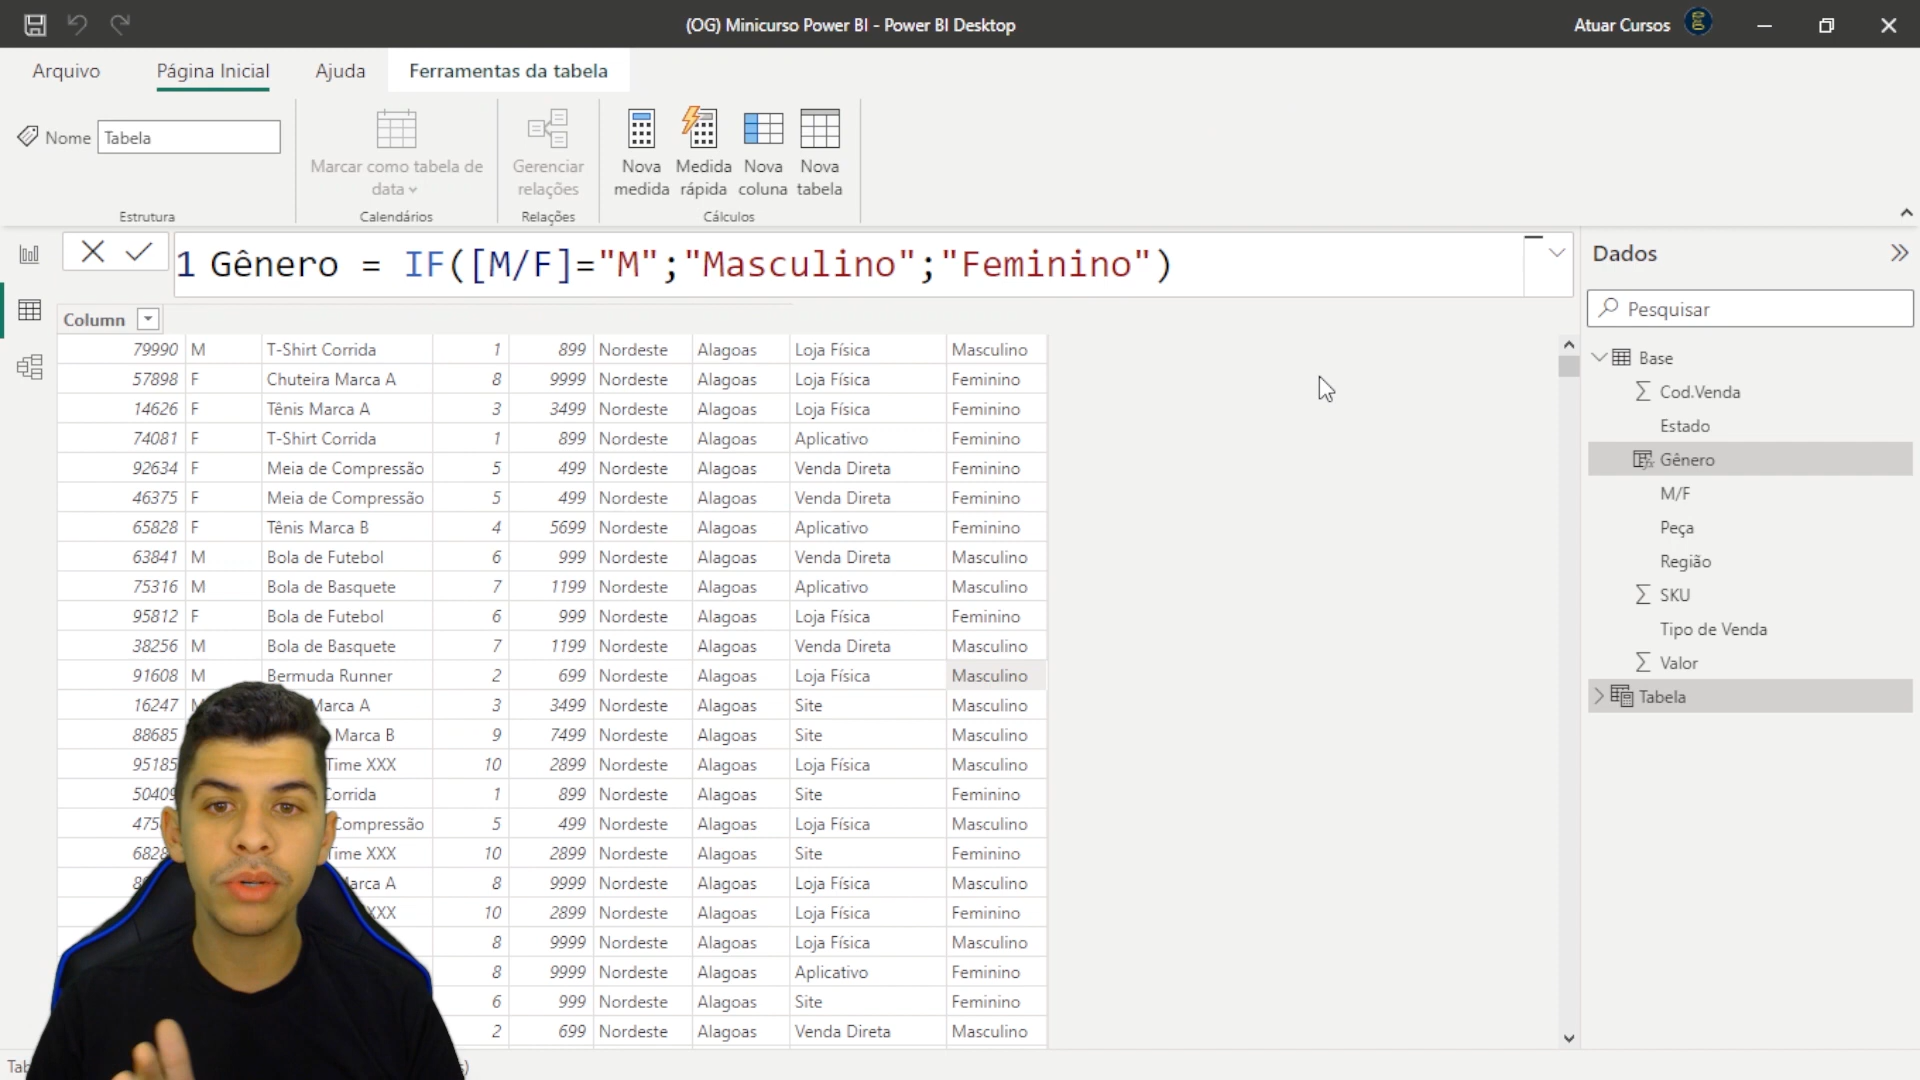 (OG) Minicurso Power BI - Power BI Desktop
Atuar Cursos
Arquivo
Página Inicial
Ajuda
Ferramentas da tabela
Nome
Tabela
Marcar como tabela de
data
Gerenciar
relações
Nova
medida
Medida
rápida
Nova
coluna
Nova
tabela
Estrutura
Calendários
Relações
Cálculos
1 Gênero = IF([M/F]="M";"Masculino";"Feminino")
Column
79990 M T-Shirt Corrida 1 899 Nordeste Alagoas Loja Física Masculino
57898 F Chuteira Marca A 8 9999 Nordeste Alagoas Loja Física Feminino
14626 F Tênis Marca A 3 3499 Nordeste Alagoas Loja Física Feminino
74081 F T-Shirt Corrida 1 899 Nordeste Alagoas Aplicativo Feminino
92634 F Meia de Compressão 5 499 Nordeste Alagoas Venda Direta Feminino
46375 F Meia de Compressão 5 499 Nordeste Alagoas Venda Direta Feminino
65828 F Tênis Marca B 4 5699 Nordeste Alagoas Aplicativo Feminino
63841 M Bola de Futebol 6 999 Nordeste Alagoas Venda Direta Masculino
75316 M Bola de Basquete 7 1199 Nordeste Alagoas Aplicativo Masculino
95812 F Bola de Futebol 6 999 Nordeste Alagoas Loja Física Feminino
38256 M Bola de Basquete 7 1199 Nordeste Alagoas Venda Direta Masculino
91608 M Bermuda Runner 2 699 Nordeste Alagoas Loja Física Masculino
16247 Marca A 3 3499 Nordeste Alagoas Site Masculino
88685 Marca B 9 7499 Nordeste Alagoas Site Masculino
95185 Time XXX 10 2899 Nordeste Alagoas Loja Física Masculino
50409 Corrida 1 899 Nordeste Alagoas Site Feminino
475 Compressão 5 499 Nordeste Alagoas Loja Física Masculino
682 Time XXX 10 2899 Nordeste Alagoas Site Feminino
Marca A 8 9999 Nordeste Alagoas Loja Física Masculino
XXX 10 2899 Nordeste Alagoas Loja Física Feminino
8 9999 Nordeste Alagoas Loja Física Masculino
8 9999 Nordeste Alagoas Aplicativo Feminino
6 999 Nordeste Alagoas Site Feminino
2 699 Nordeste Alagoas Venda Direta Masculino
Tab
Dados
Pesquisar
Base
Cod.Venda
Estado
Gênero
M/F
Peça
Região
SKU
Tipo de Venda
Valor
Tabela